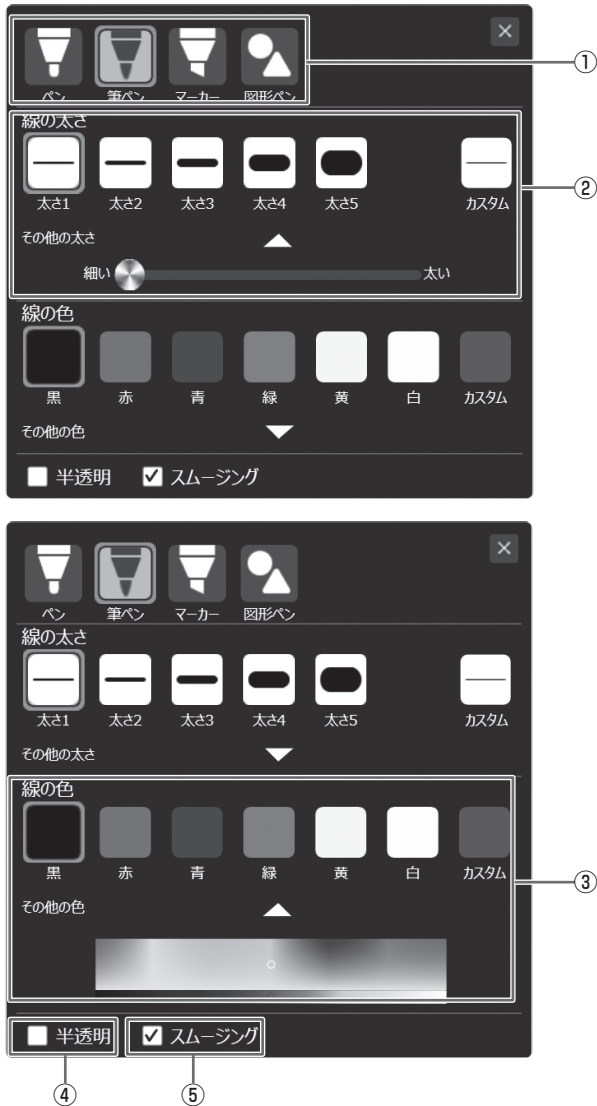 ペン 筆ペン マーカー 図形ペン
①
線の太さ
太さ1 太さ2 太さ3 太さ4 太さ5 カスタム
②
その他の太さ
細い 太い
線の色
黒 赤 青 緑 黄 白 カスタム
その他の色
半透明 スムージング
ペン 筆ペン マーカー 図形ペン
線の太さ
太さ1 太さ2 太さ3 太さ4 太さ5 カスタム
その他の太さ
線の色
黒 赤 青 緑 黄 白 カスタム
③
その他の色
半透明 スムージング
④ ⑤